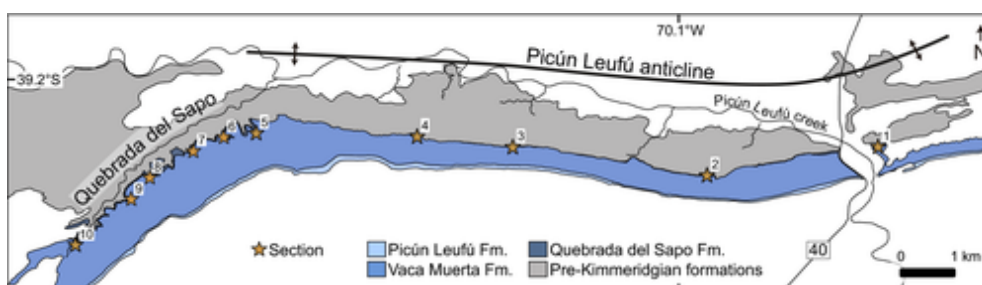 70.1°W
N
39.2°S
Picún Leufú anticline
Picún Leufú creek
Quebrada del Sapo
1
2
3
4
5
6
7
8
9
10
Section
Picún Leufú Fm.
Quebrada del Sapo Fm.
Vaca Muerta Fm.
Pre-Kimmeridgian formations
40
0 1 km